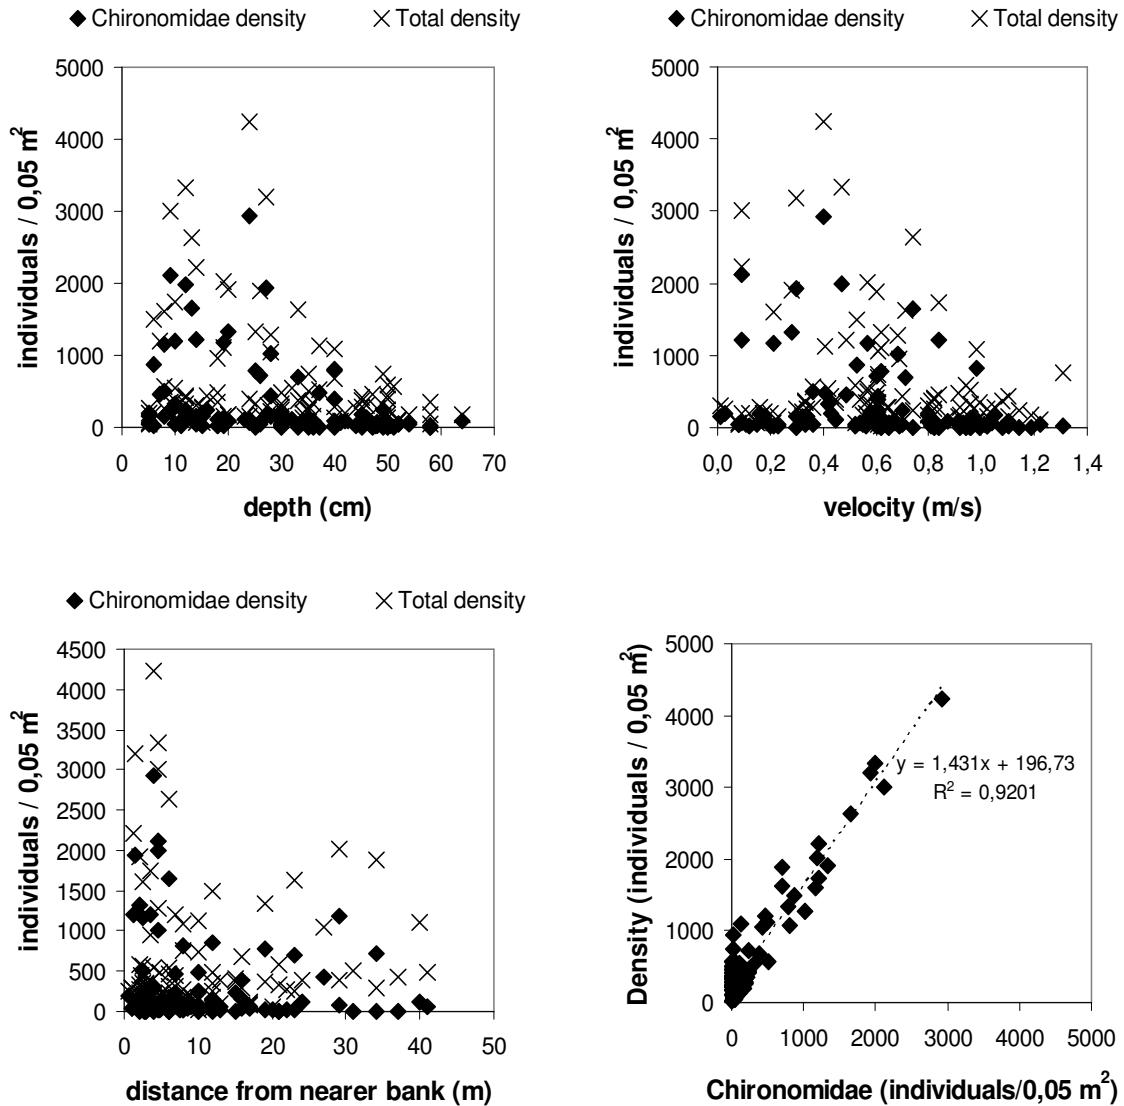 Chironomidae density Total density
5000
4000
3000
2000
1000
0
individuals / 0,05 m²
0 10 20 30 40 50 60 70
depth (cm)
Chironomidae density Total density
5000
4000
3000
2000
1000
0
individuals / 0,05 m²
0,0 0,2 0,4 0,6 0,8 1,0 1,2 1,4
velocity (m/s)
Chironomidae density Total density
4500
4000
3500
3000
2500
2000
1500
1000
500
0
individuals / 0,05 m²
0 10 20 30 40 50
distance from nearer bank (m)
5000
4000
3000
2000
1000
0
Density (individuals / 0,05 m²)
y = 1,431x + 196,73
R² = 0,9201
0 1000 2000 3000 4000 5000
Chironomidae (individuals/0,05 m²)